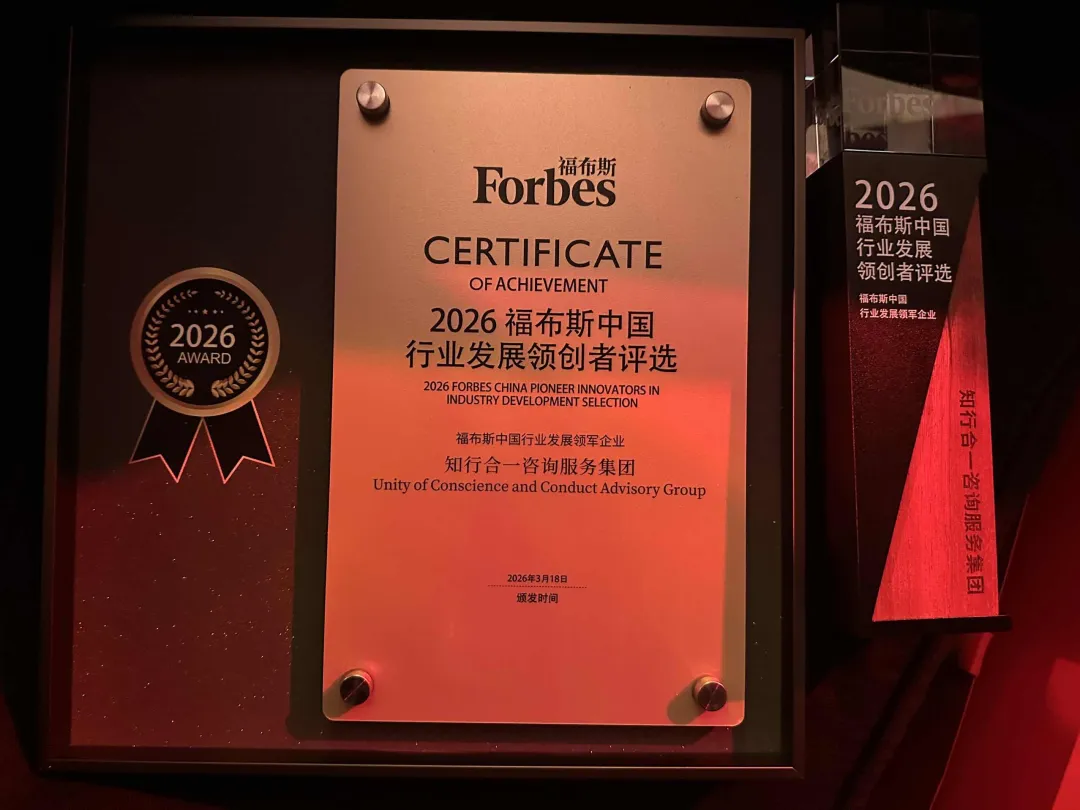 2026
AWARD
福布斯
Forbes
CERTIFICATE
OF ACHIEVEMENT
2026 福布斯中国
行业发展领创者评选
2026 FORBES CHINA PIONEER INNOVATORS IN
INDUSTRY DEVELOPMENT SELECTION
福布斯中国行业发展领军企业
知行合一咨询服务集团
Unity of Conscience and Conduct Advisory Group
2026年3月18日
颁发时间
Forbes
2026
福布斯中国
行业发展
领创者评选
福布斯中国
行业发展领军企业
知行合一咨询服务集团